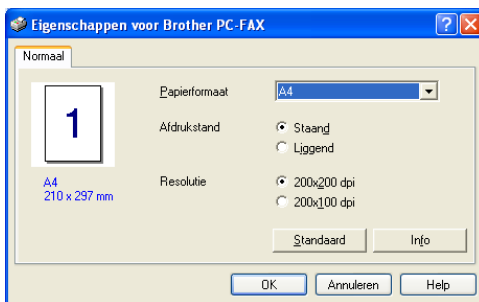 Eigenschappen voor Brother PC-FAX
Normaal
1
A4
210 x 297 mm
Papierformaat
A4
Afdrukstand
Staand
Liggend
Resolutie
200x200 dpi
200x100 dpi
Standaard
Info
OK
Annuleren
Help